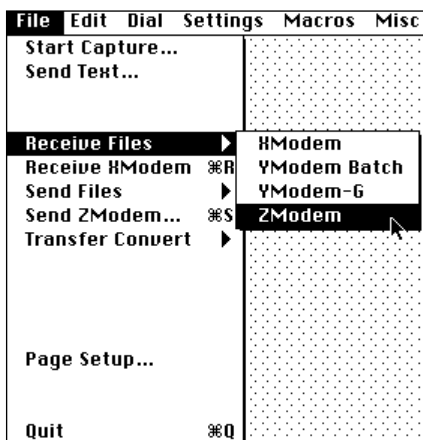 File Edit Dial Settings Macros Misc
Start Capture...
Send Text...
Receive Files ▶
XModem
Receive XModem ⌘R
YModem Batch
Send Files ▶
YModem-G
Send ZModem... ⌘S
ZModem
Transfer Convert ▶
Page Setup...
Quit ⌘Q